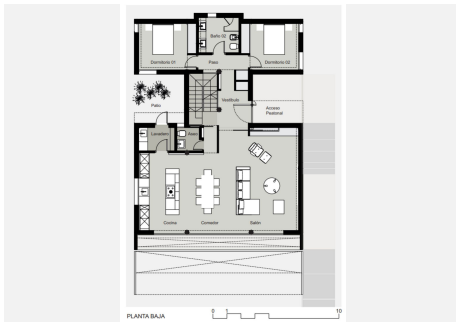 Baño 02
Dormitorio 01
Paso
Dormitorio 02
Vestíbulo
Patio
Acceso
Peatonal
Lavadero
Aseo
Cocina
Comedor
Salón
PLANTA BAJA
0 1 10